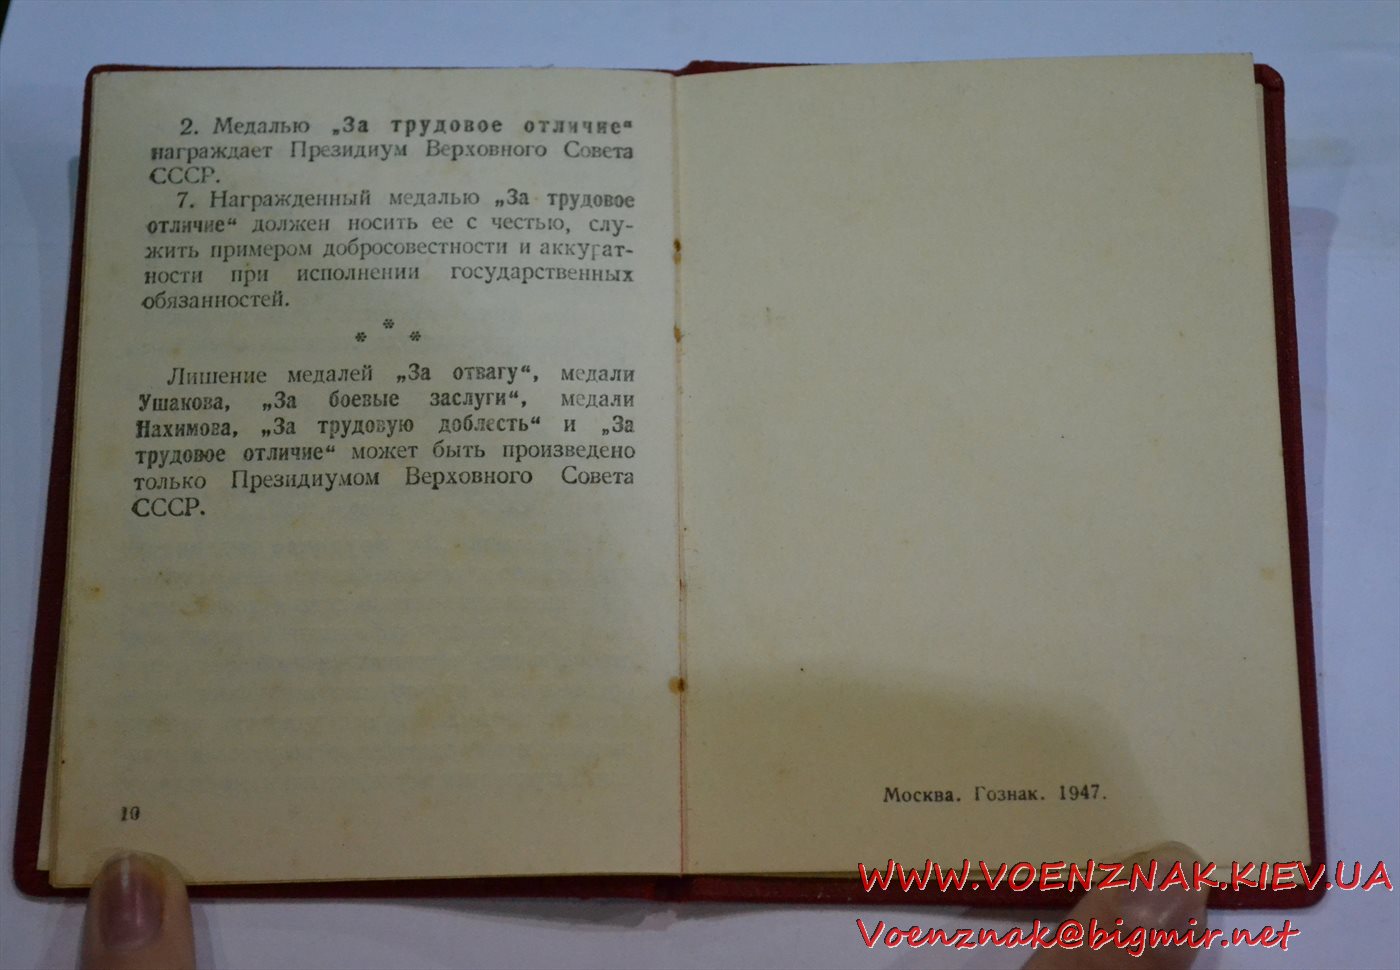 2. Медалью „За трудовое отличие“
награждает Президиум Верховного Совета
СССР.
7. Награжденный медалью „За трудовое
отличие“ должен носить ее с честью, слу-
жить примером добросовестности и аккурат-
ности при исполнении государственных
обязанностей.
* * *
Лишение медалей „За отвагу“, медали
Ушакова, „За боевые заслуги“, медали
Нахимова, „За трудовую доблесть“ и „За
трудовое отличие“ может быть произведено
только Президиумом Верховного Совета
СССР.
10
Москва. Гознак. 1947.
WWW.VOENZNAK.KIEV.UA
Voenznak@bigmir.net